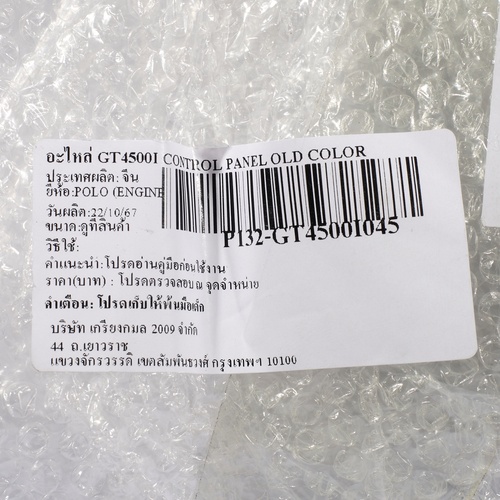 อะไหล่ GT4500I CONTROL PANEL OLD COLOR
ประเทศผลิต: จีน
ยี่ห้อ:POLO (ENGINE
วันผลิต:22/10/67
ขนาด:ดูที่สินค้า
P132-GT4500I045
วิธีใช้:
คำแนะนำ: โปรดอ่านคู่มือก่อนใช้งาน
ราคา(บาท) : โปรดตรวจสอบ ณ จุดจำหน่าย
คำเตือน: โปรดเก็บให้พ้นมือเด็ก
บริษัท เกรียงกมล 2009 จำกัด
44 ถ.เยาวราช
แขวงจักรวรรดิ เขตสัมพันธวงศ์ กรุงเทพฯ 10100